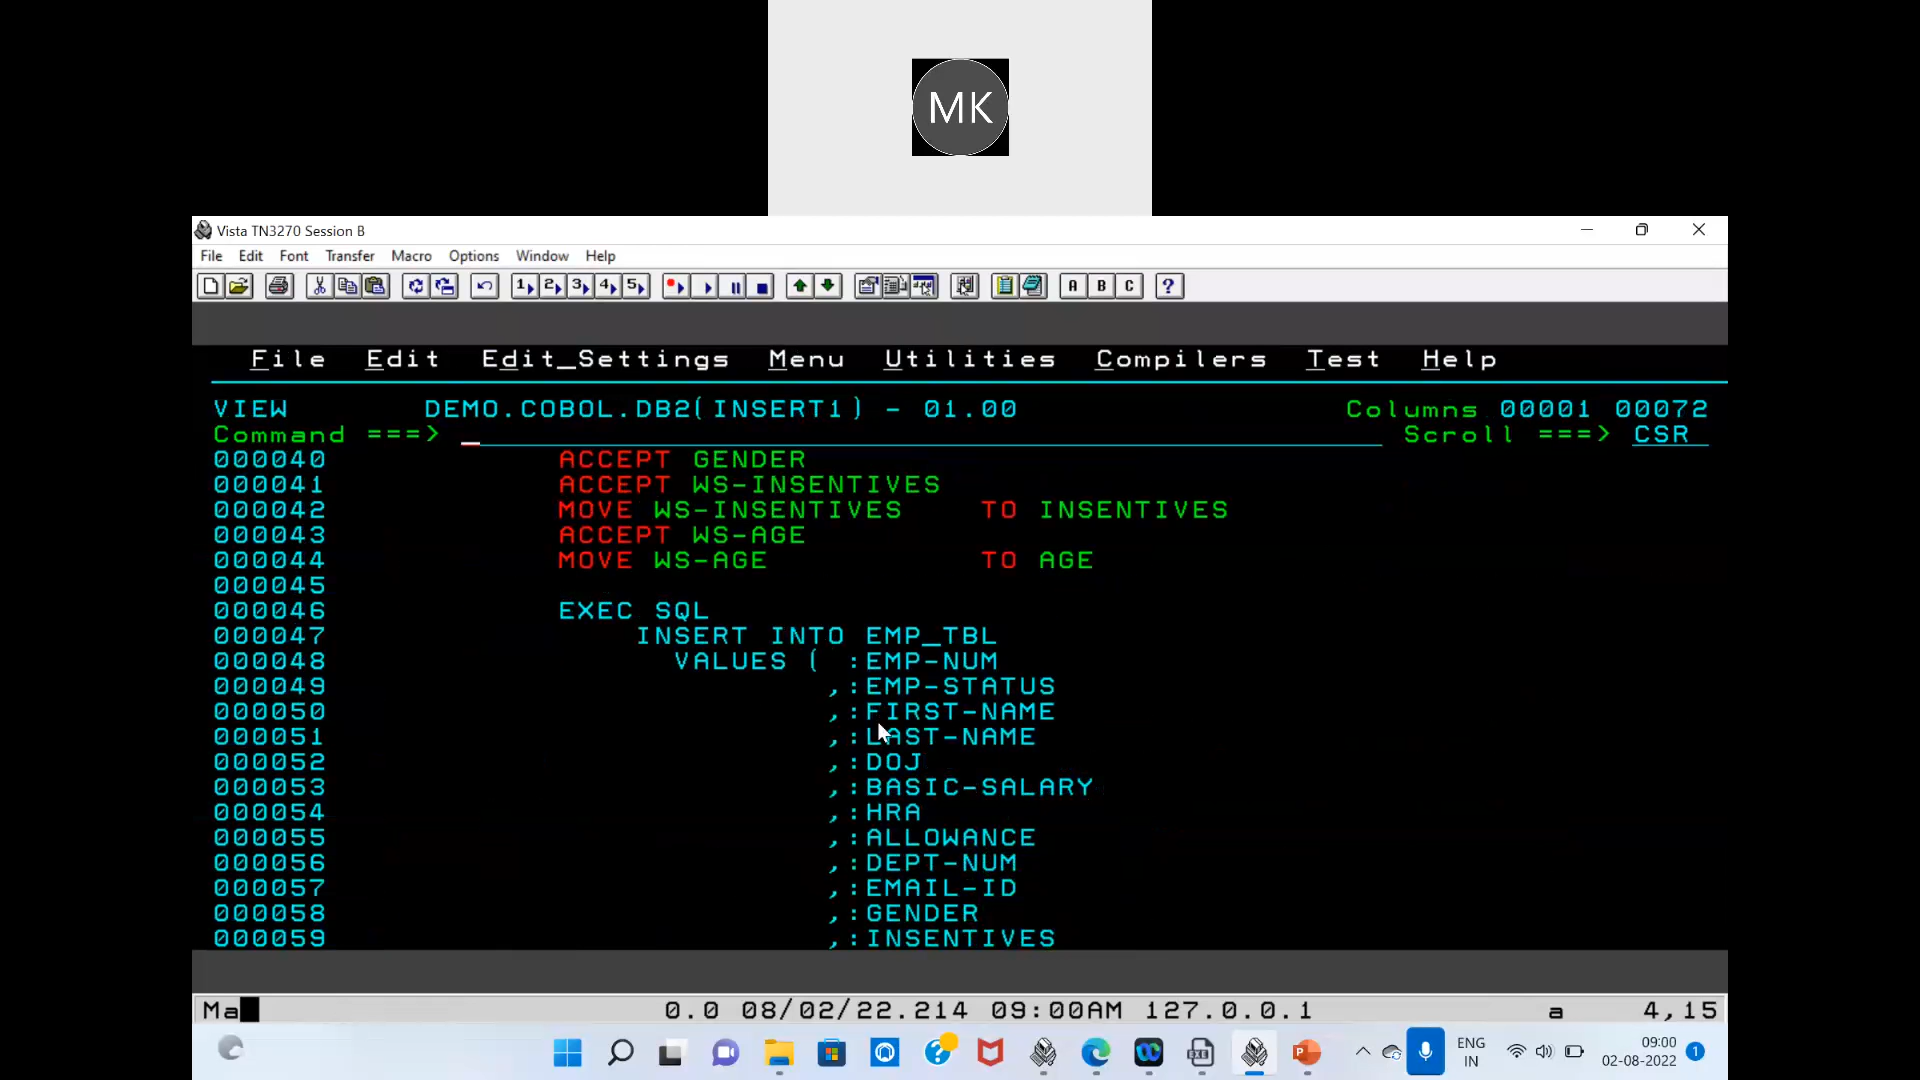 MK
Vista TN3270 Session B
File Edit Font Transfer Macro Options Window Help
1 2 3 4 5 A B C ?
File Edit Edit_Settings Menu Utilities Compilers Test Help
VIEW DEMO.COBOL.DB2(INSERT1) - 01.00 Columns 00001 00072
Command ===> _ Scroll ===> CSR
000040 ACCEPT GENDER
000041 ACCEPT WS-INSENTIVES
000042 MOVE WS-INSENTIVES TO INSENTIVES
000043 ACCEPT WS-AGE
000044 MOVE WS-AGE TO AGE
000045
000046 EXEC SQL
000047 INSERT INTO EMP_TBL
000048 VALUES ( :EMP-NUM
000049 ,:EMP-STATUS
000050 ,:FIRST-NAME
000051 ,:LAST-NAME
000052 ,:DOJ
000053 ,:BASIC-SALARY
000054 ,:HRA
000055 ,:ALLOWANCE
000056 ,:DEPT-NUM
000057 ,:EMAIL-ID
000058 ,:GENDER
000059 ,:INSENTIVES
Ma 0.0 08/02/22.214 09:00AM 127.0.0.1 a 4,15
ENG 09:00
IN 02-08-2022 1